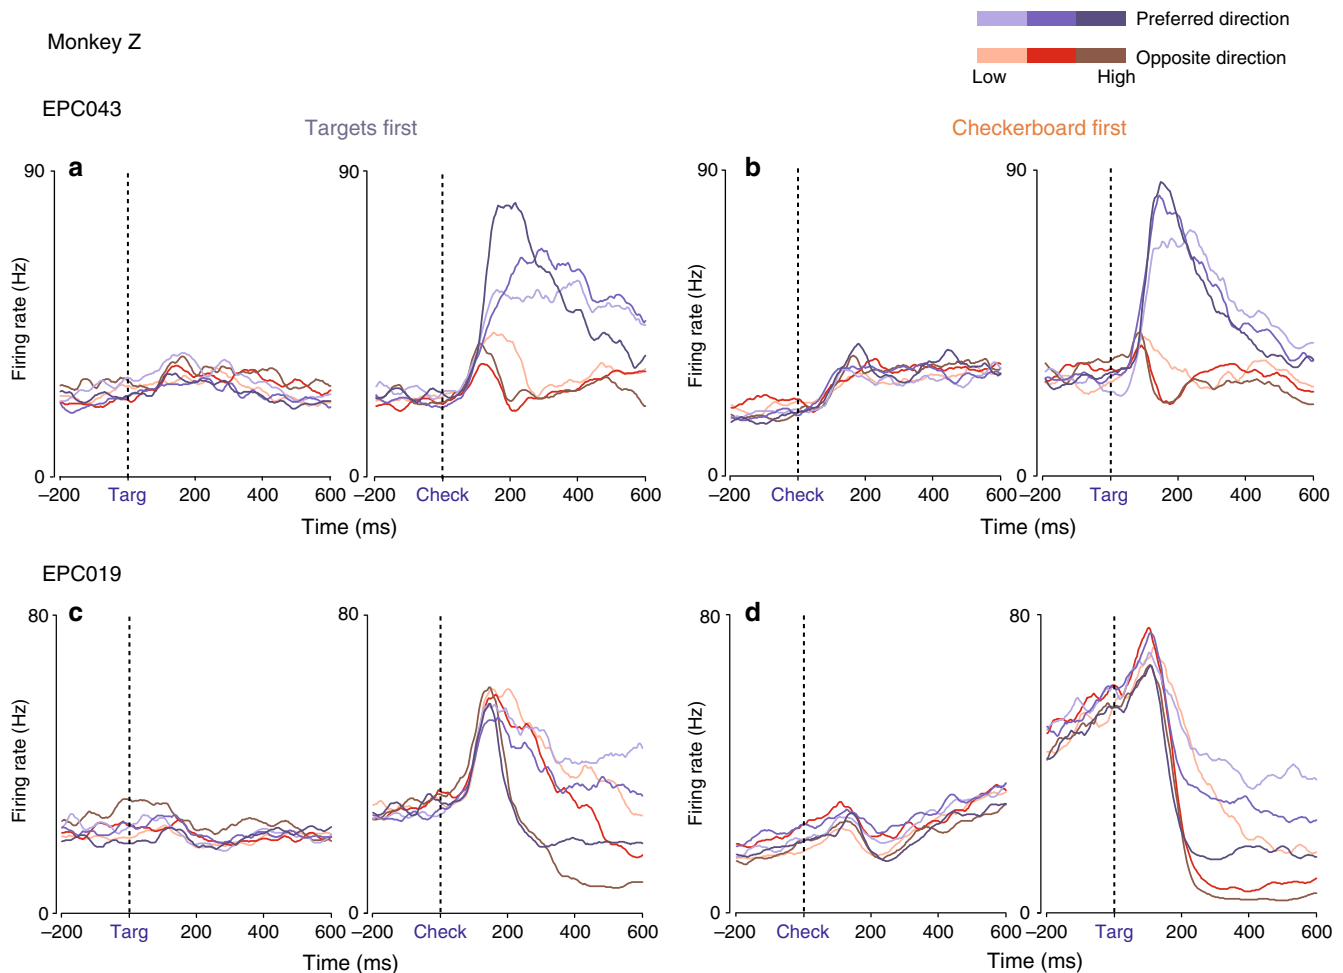 Monkey Z
Preferred direction
Opposite direction
Low High
EPC043
Targets first Checkerboard first
a b
90 90 90 90
Firing rate (Hz) Firing rate (Hz)
0 0 0 0
–200 Targ 200 400 600 –200 Check 200 400 600 –200 Check 200 400 600 –200 Targ 200 400 600
Time (ms) Time (ms)
EPC019
c d
80 80 80 80
Firing rate (Hz) Firing rate (Hz)
0 0 0 0
–200 Targ 200 400 600 –200 Check 200 400 600 –200 Check 200 400 600 –200 Targ 200 400 600
Time (ms) Time (ms)